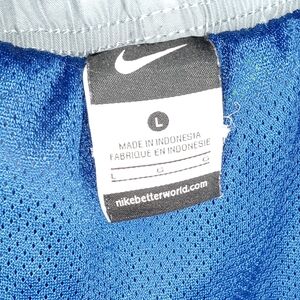 L
MADE IN INDONESIA
FABRIQUÉ EN INDONÉSIE
L G G
nikebetterworld.com